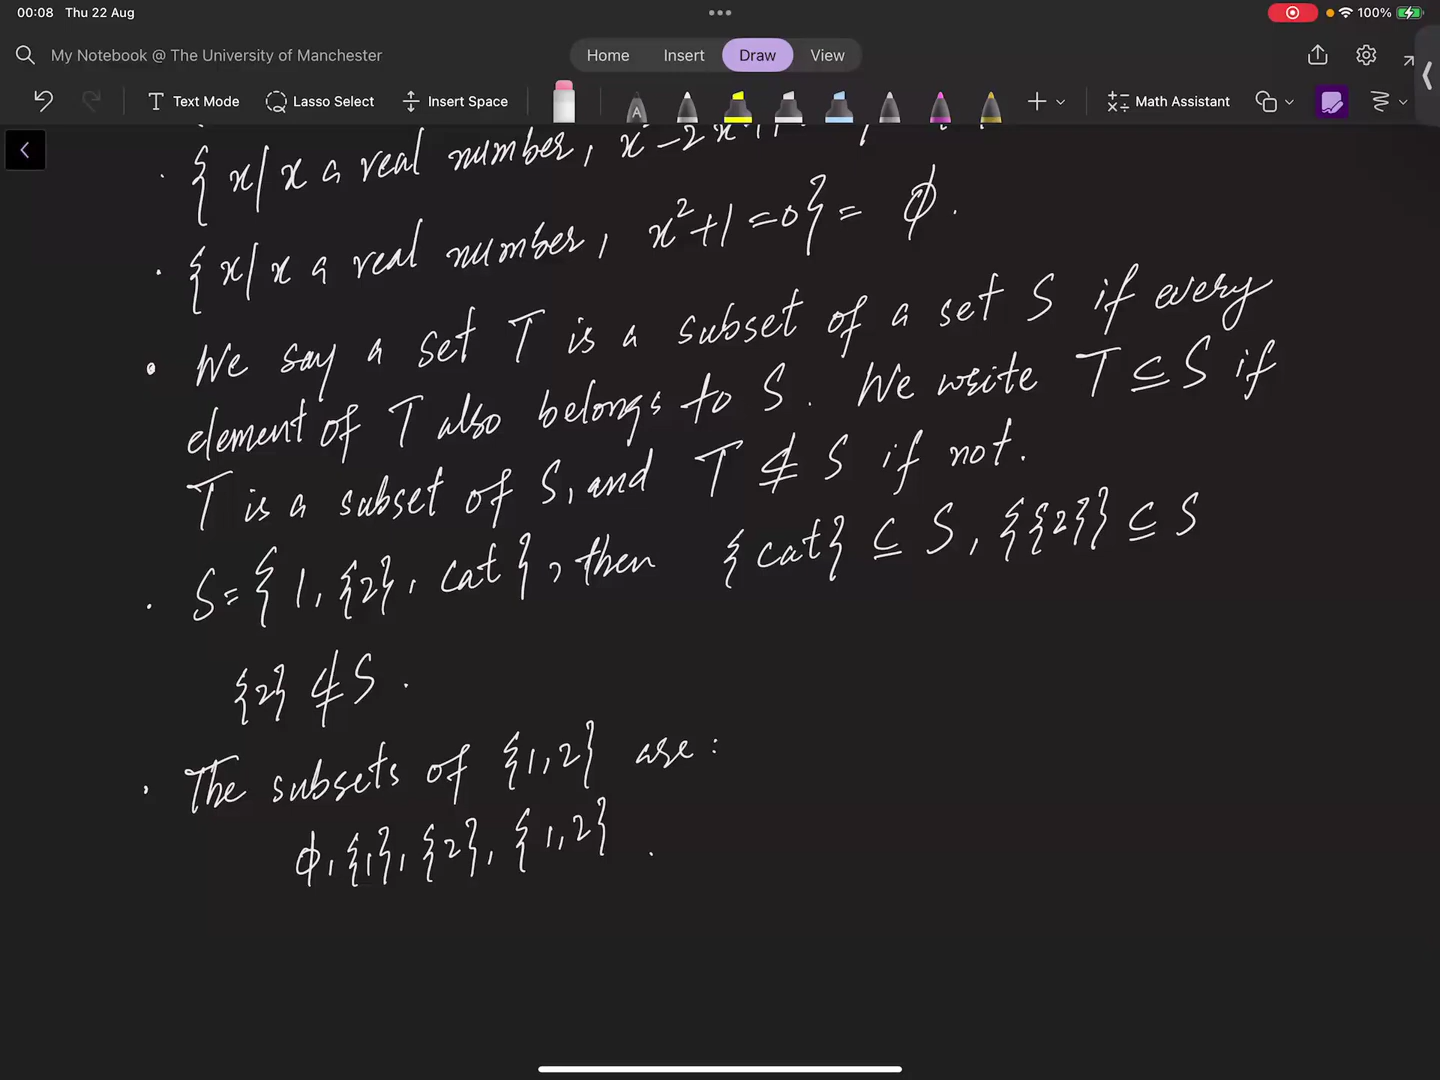 00:08 Thu 22 Aug
100%
My Notebook @ The University of Manchester
Home Insert Draw View
Text Mode Lasso Select Insert Space A Math Assistant
· {x/x a real number, x²-2x+1
· {x/x a real number, x²+1=0} = ϕ.
• We say a set T is a subset of a set S if every
element of T also belongs to S. We write T ⊆ S if
T is a subset of S, and T ⊄ S if not.
· S={1, {2}, cat}, then {cat} ⊆ S, {{2}} ⊆ S
{2} ⊄ S.
· The subsets of {1,2} are:
ϕ, {1}, {2}, {1,2}.